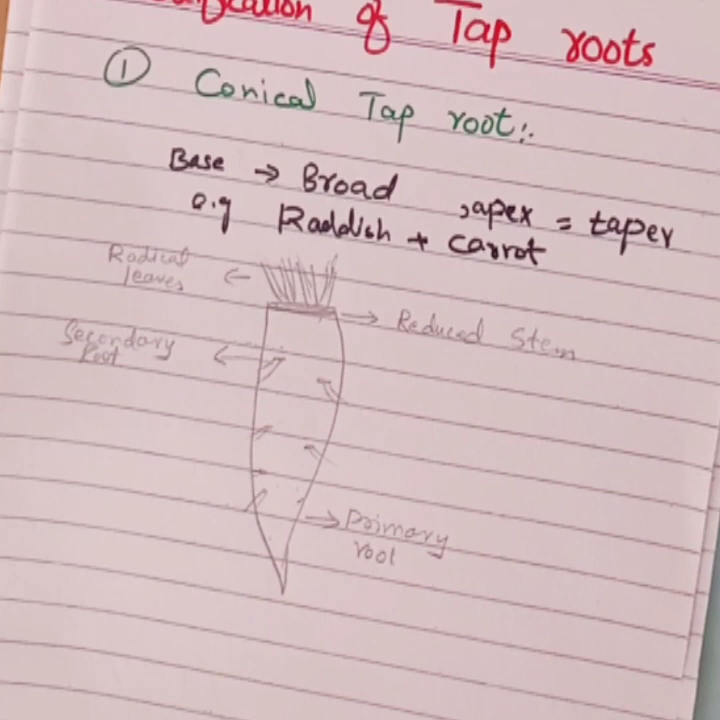 of Tap roots
① Conical Tap root:.
Base → Broad , apex = taper
e.g Raddish + Carrot
Radical
leaves
Reduced Stem
Secondary
Root
Primary
root